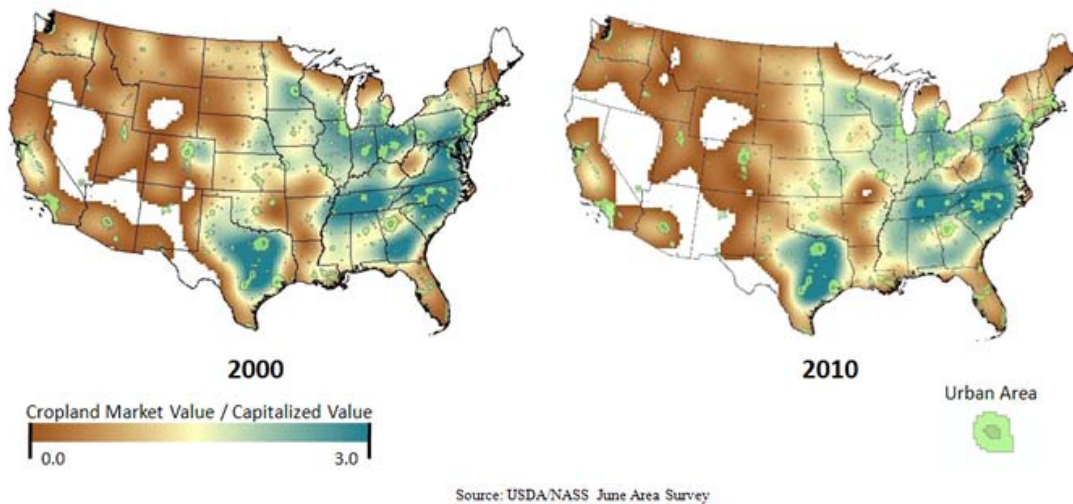 2000
2010
Cropland Market Value / Capitalized Value
0.0
3.0
Urban Area
Source: USDA/NASS June Area Survey